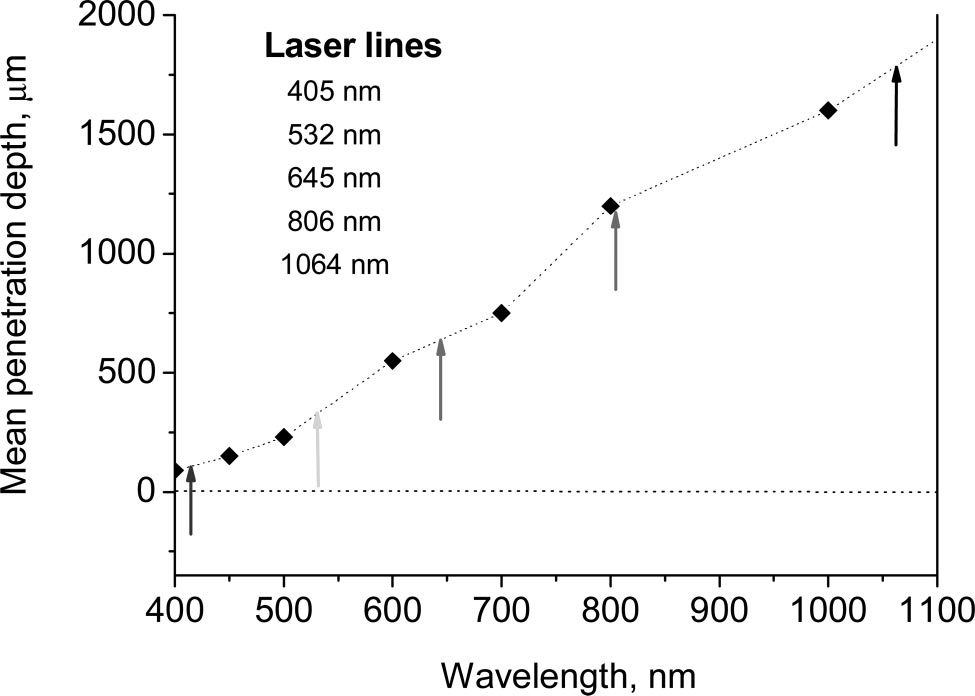 2000
1500
1000
500
0
Mean penetration depth, μm
Laser lines
405 nm
532 nm
645 nm
806 nm
1064 nm
400 500 600 700 800 900 1000 1100
Wavelength, nm